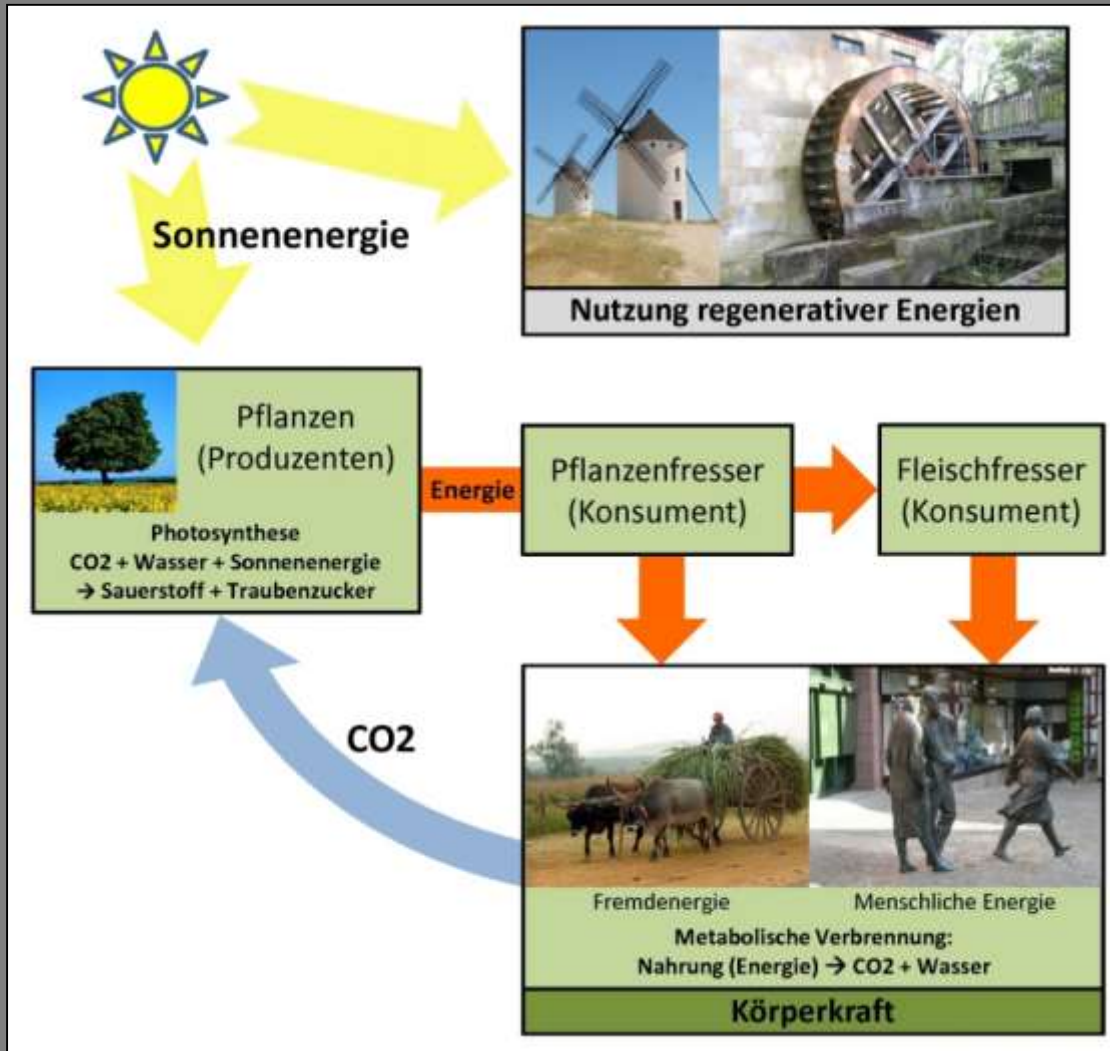 Sonnenenergie
Nutzung regenerativer Energien
Pflanzen
(Produzenten)
Photosynthese
CO2 + Wasser + Sonnenenergie
→ Sauerstoff + Traubenzucker
Energie
Pflanzenfresser
(Konsument)
Fleischfresser
(Konsument)
CO2
Fremdenergie
Menschliche Energie
Metabolische Verbrennung:
Nahrung (Energie) → CO2 + Wasser
Körperkraft